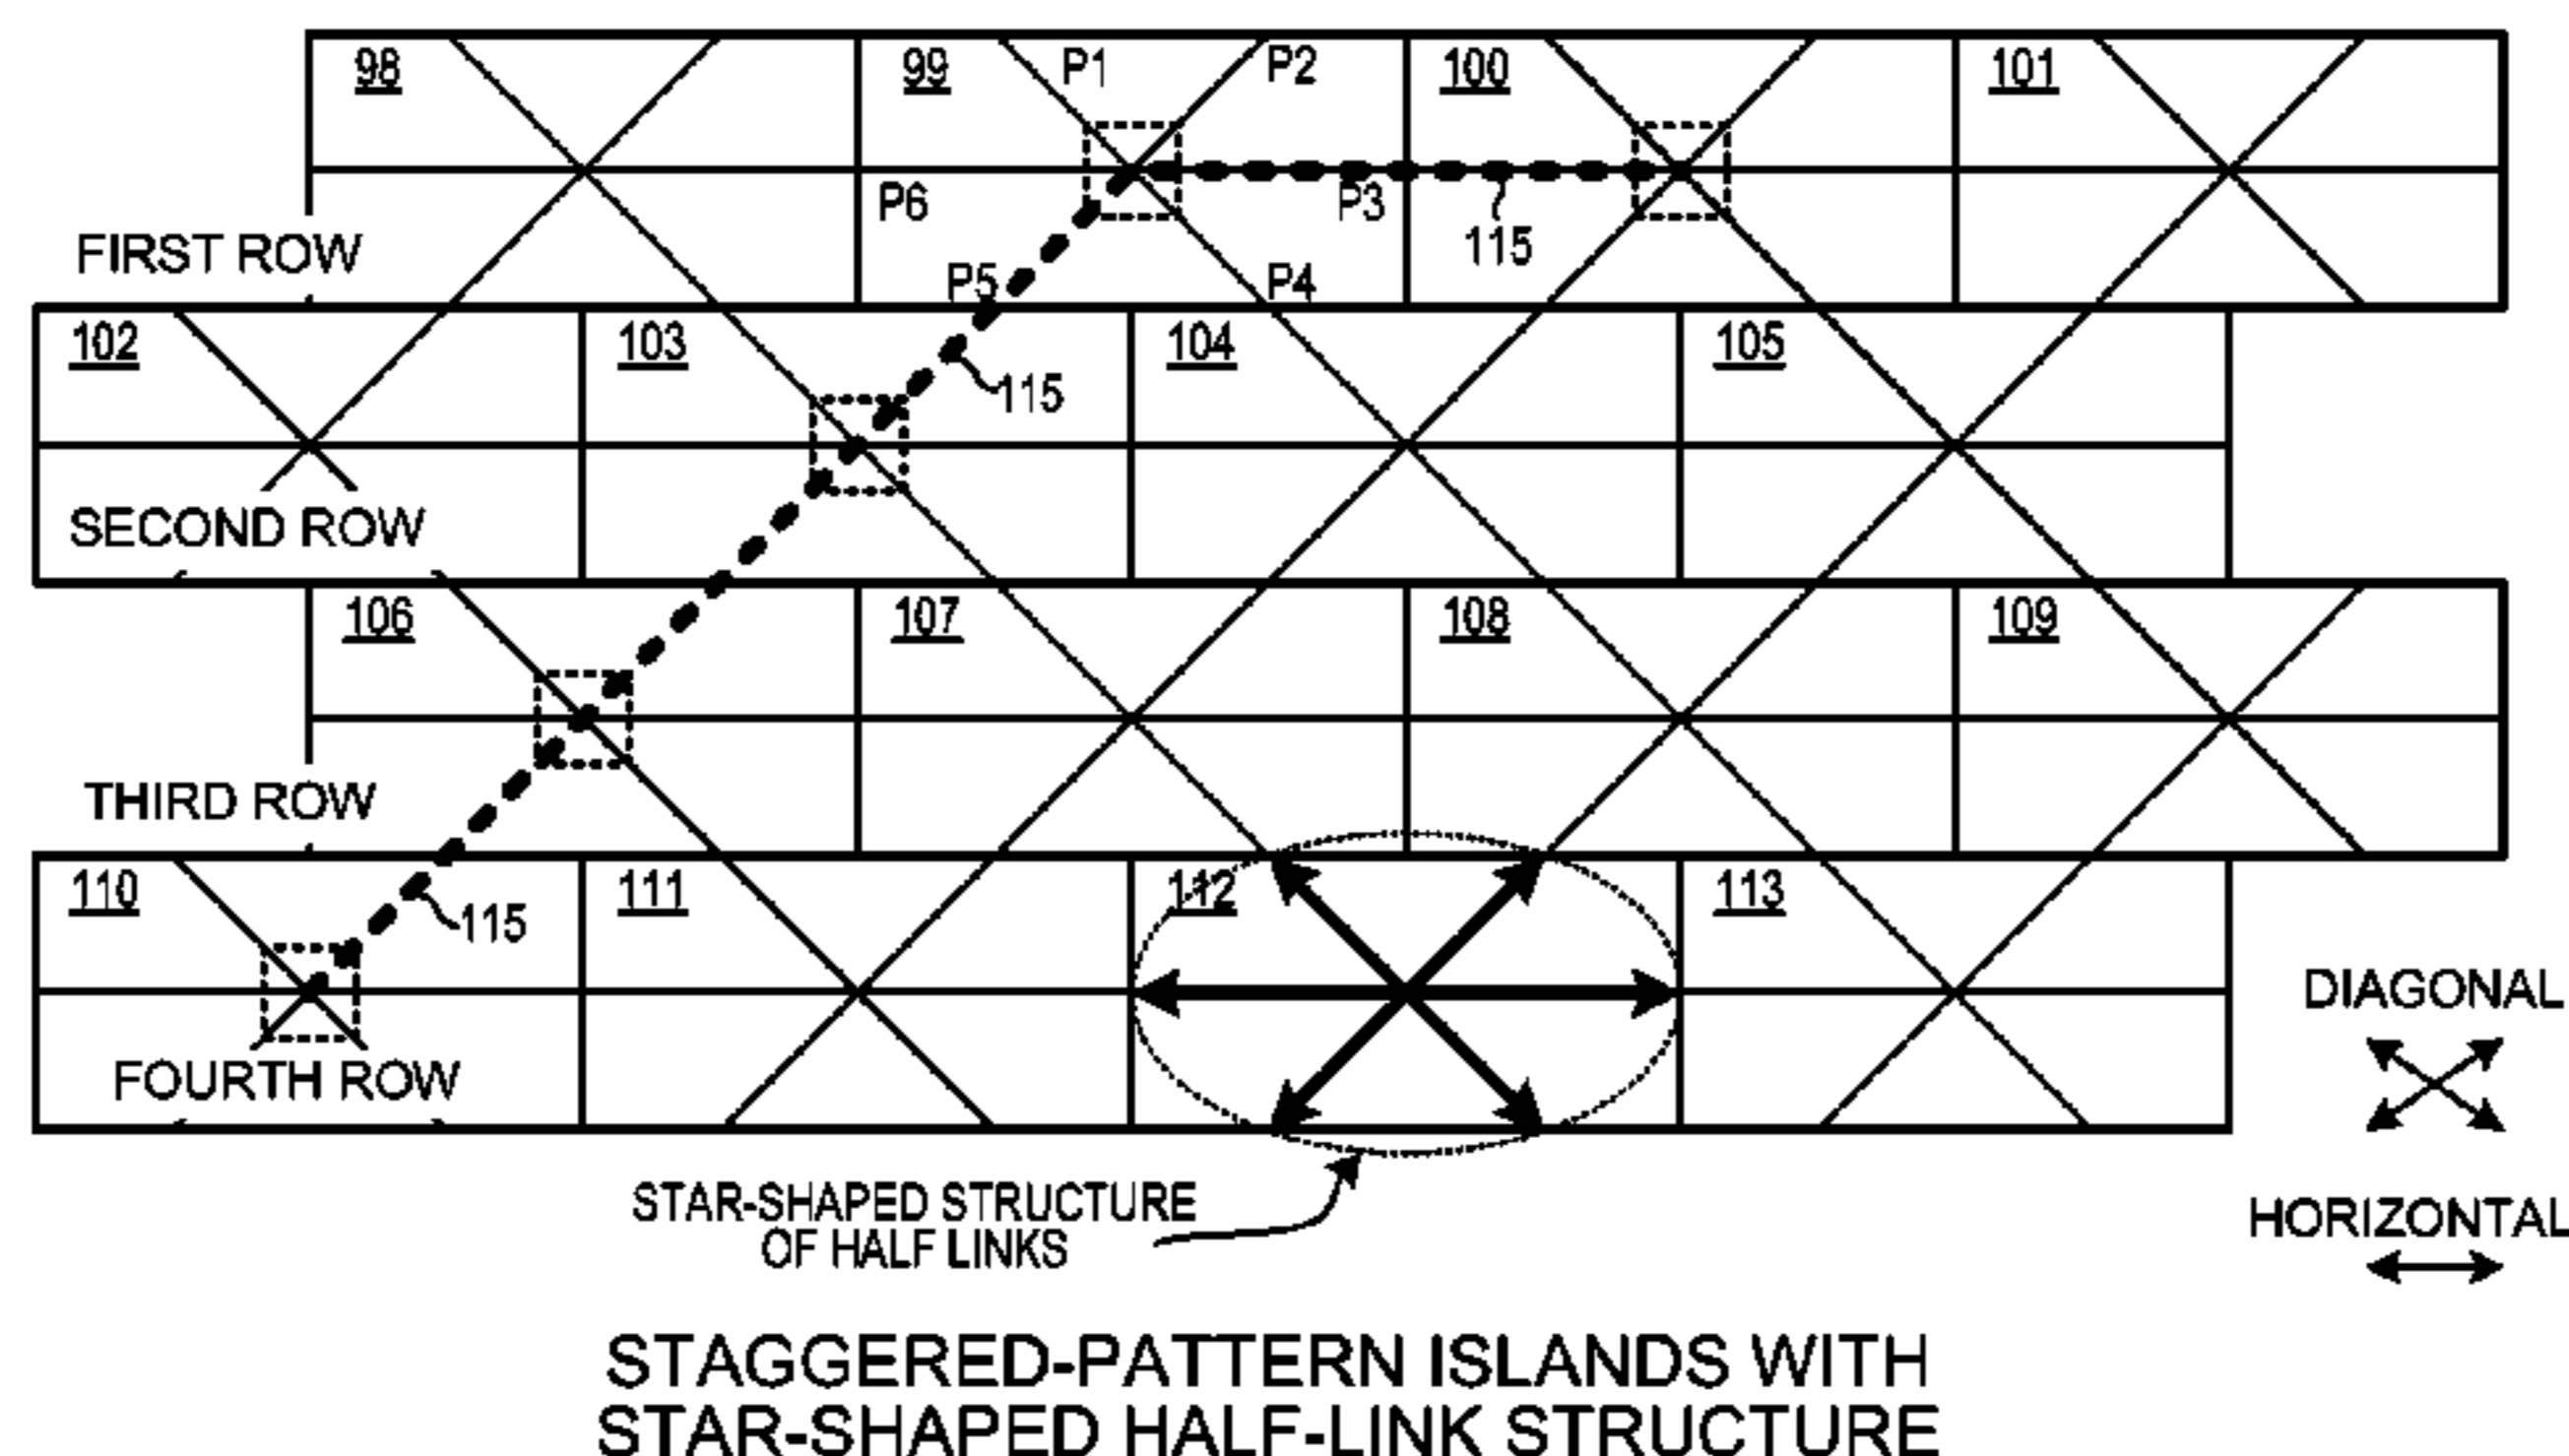 98
99
P1
P2
100
101
P6
P3
115
FIRST ROW
P5
P4
102
103
104
105
115
SECOND ROW
106
107
108
109
THIRD ROW
110
111
112
113
115
DIAGONAL
FOURTH ROW
STAR-SHAPED STRUCTURE
OF HALF LINKS
HORIZONTAL
STAGGERED-PATTERN ISLANDS WITH
STAR-SHAPED HALF-LINK STRUCTURE